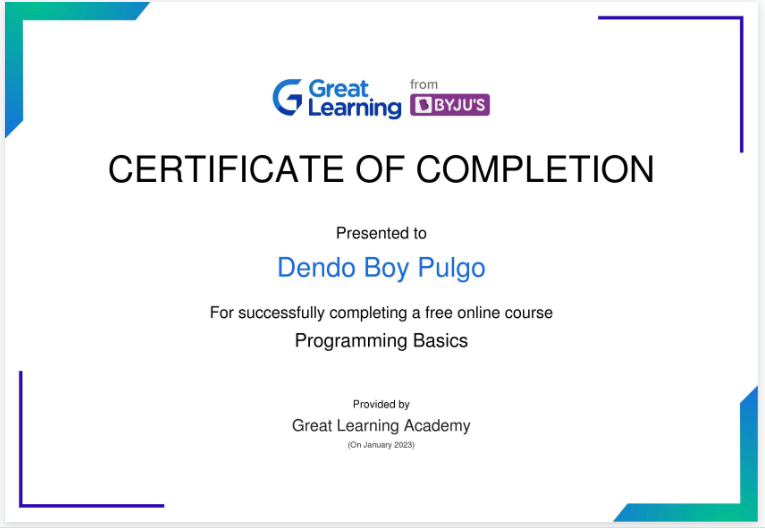 Great Learning
from
BYJU'S
CERTIFICATE OF COMPLETION
Presented to
Dendo Boy Pulgo
For successfully completing a free online course
Programming Basics
Provided by
Great Learning Academy
(On January 2023)